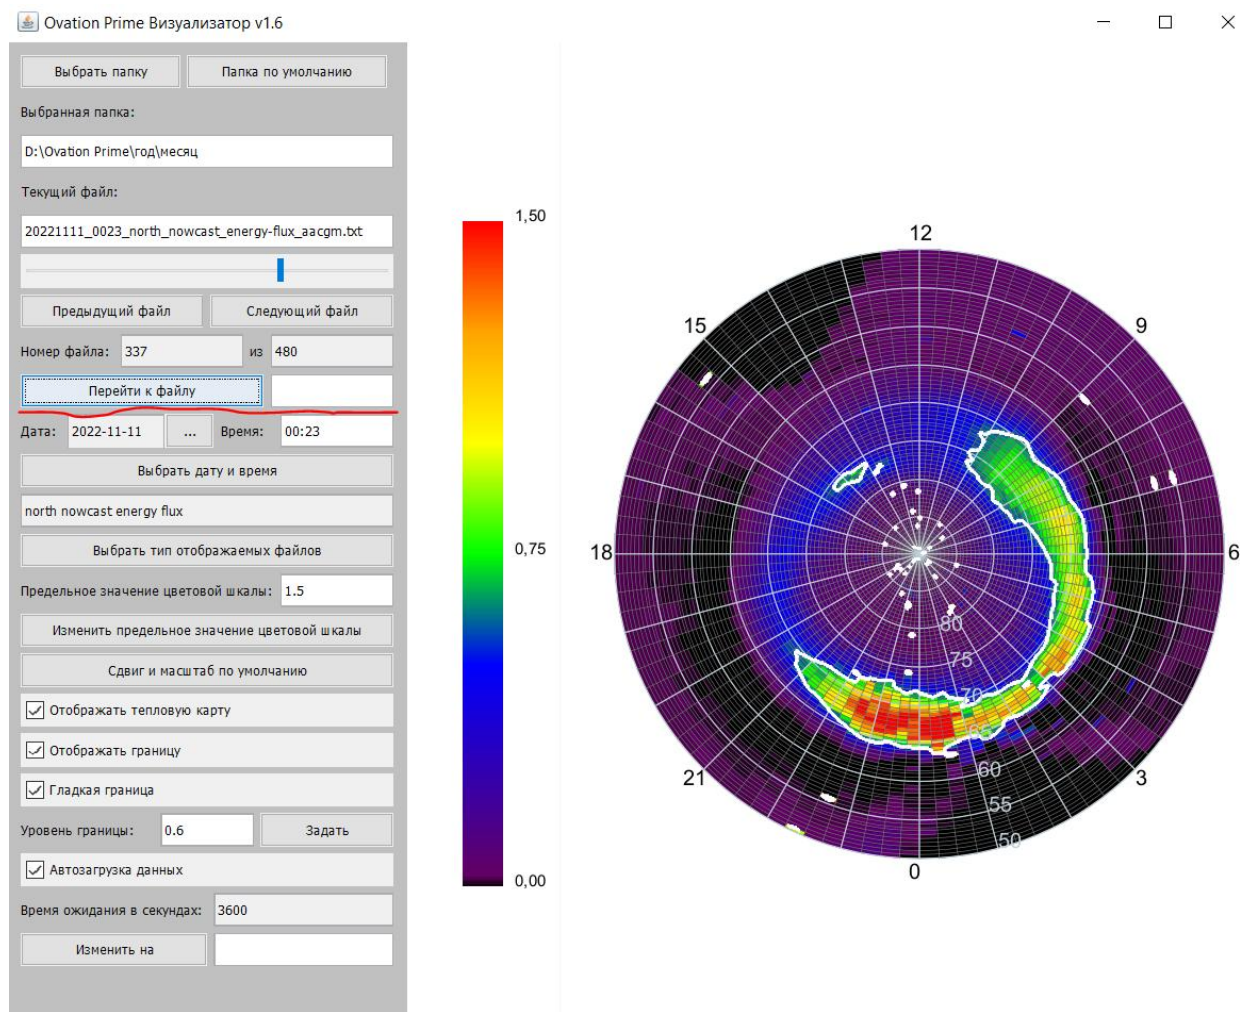 Ovation Prime Визуализатор v1.6
Выбрать папку Папка по умолчанию
Выбранная папка:
D:\Ovation Prime\год\месяц
Текущий файл:
20221111_0023_north_nowcast_energy-flux_aacgm.txt
Предыдущий файл Следующий файл
Номер файла: 337 из 480
Перейти к файлу
Дата: 2022-11-11 ... Время: 00:23
Выбрать дату и время
north nowcast energy flux
Выбрать тип отображаемых файлов
Предельное значение цветовой шкалы: 1.5
Изменить предельное значение цветовой шкалы
Сдвиг и масштаб по умолчанию
Отображать тепловую карту
Отображать границу
Гладкая граница
Уровень границы: 0.6 Задать
Автозагрузка данных
Время ожидания в секундах: 3600
Изменить на
1,50
0,75
0,00
12
15 9
18 6
80
75
70
65
60
21 3
55
50
0